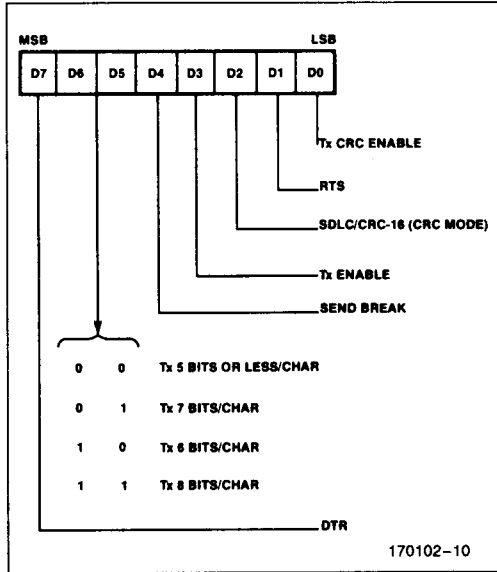 MSB LSB
D7 D6 D5 D4 D3 D2 D1 D0
Tx CRC ENABLE
RTS
SDLC/CRC-16 (CRC MODE)
Tx ENABLE
SEND BREAK
0 0 Tx 5 BITS OR LESS/CHAR
0 1 Tx 7 BITS/CHAR
1 0 Tx 6 BITS/CHAR
1 1 Tx 8 BITS/CHAR
DTR
170102-10